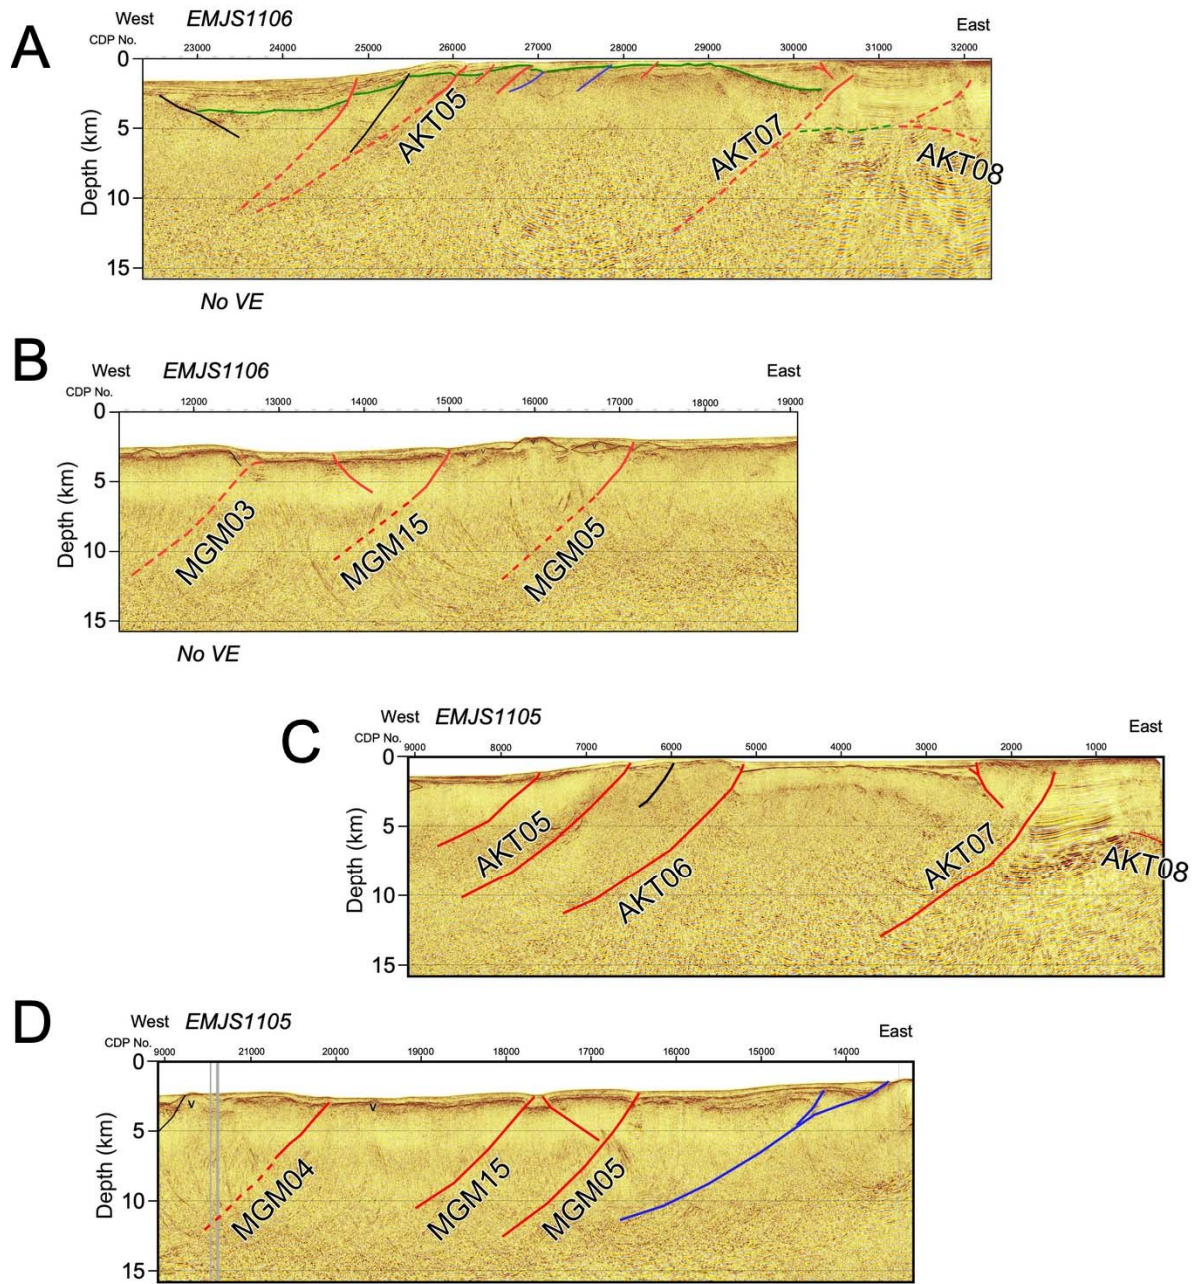 A
West EMJS1106 East
CDP No.
23000 24000 25000 26000 27000 28000 29000 30000 31000 32000
0
5
10
15
Depth (km)
AKT05
AKT07
AKT08
No VE
B
West EMJS1106 East
CDP No.
12000 13000 14000 15000 16000 17000 18000 19000
0
5
10
15
Depth (km)
V
V
V
MGM03
MGM15
MGM05
No VE
C
West EMJS1105 East
CDP No.
9000 8000 7000 6000 5000 4000 3000 2000 1000
0
5
10
15
Depth (km)
AKT05
AKT06
AKT07
AKT08
D
West EMJS1105 East
CDP No.
9000 21000 20000 19000 18000 17000 16000 15000 14000
0
5
10
15
Depth (km)
V
V
MGM04
MGM15
MGM05